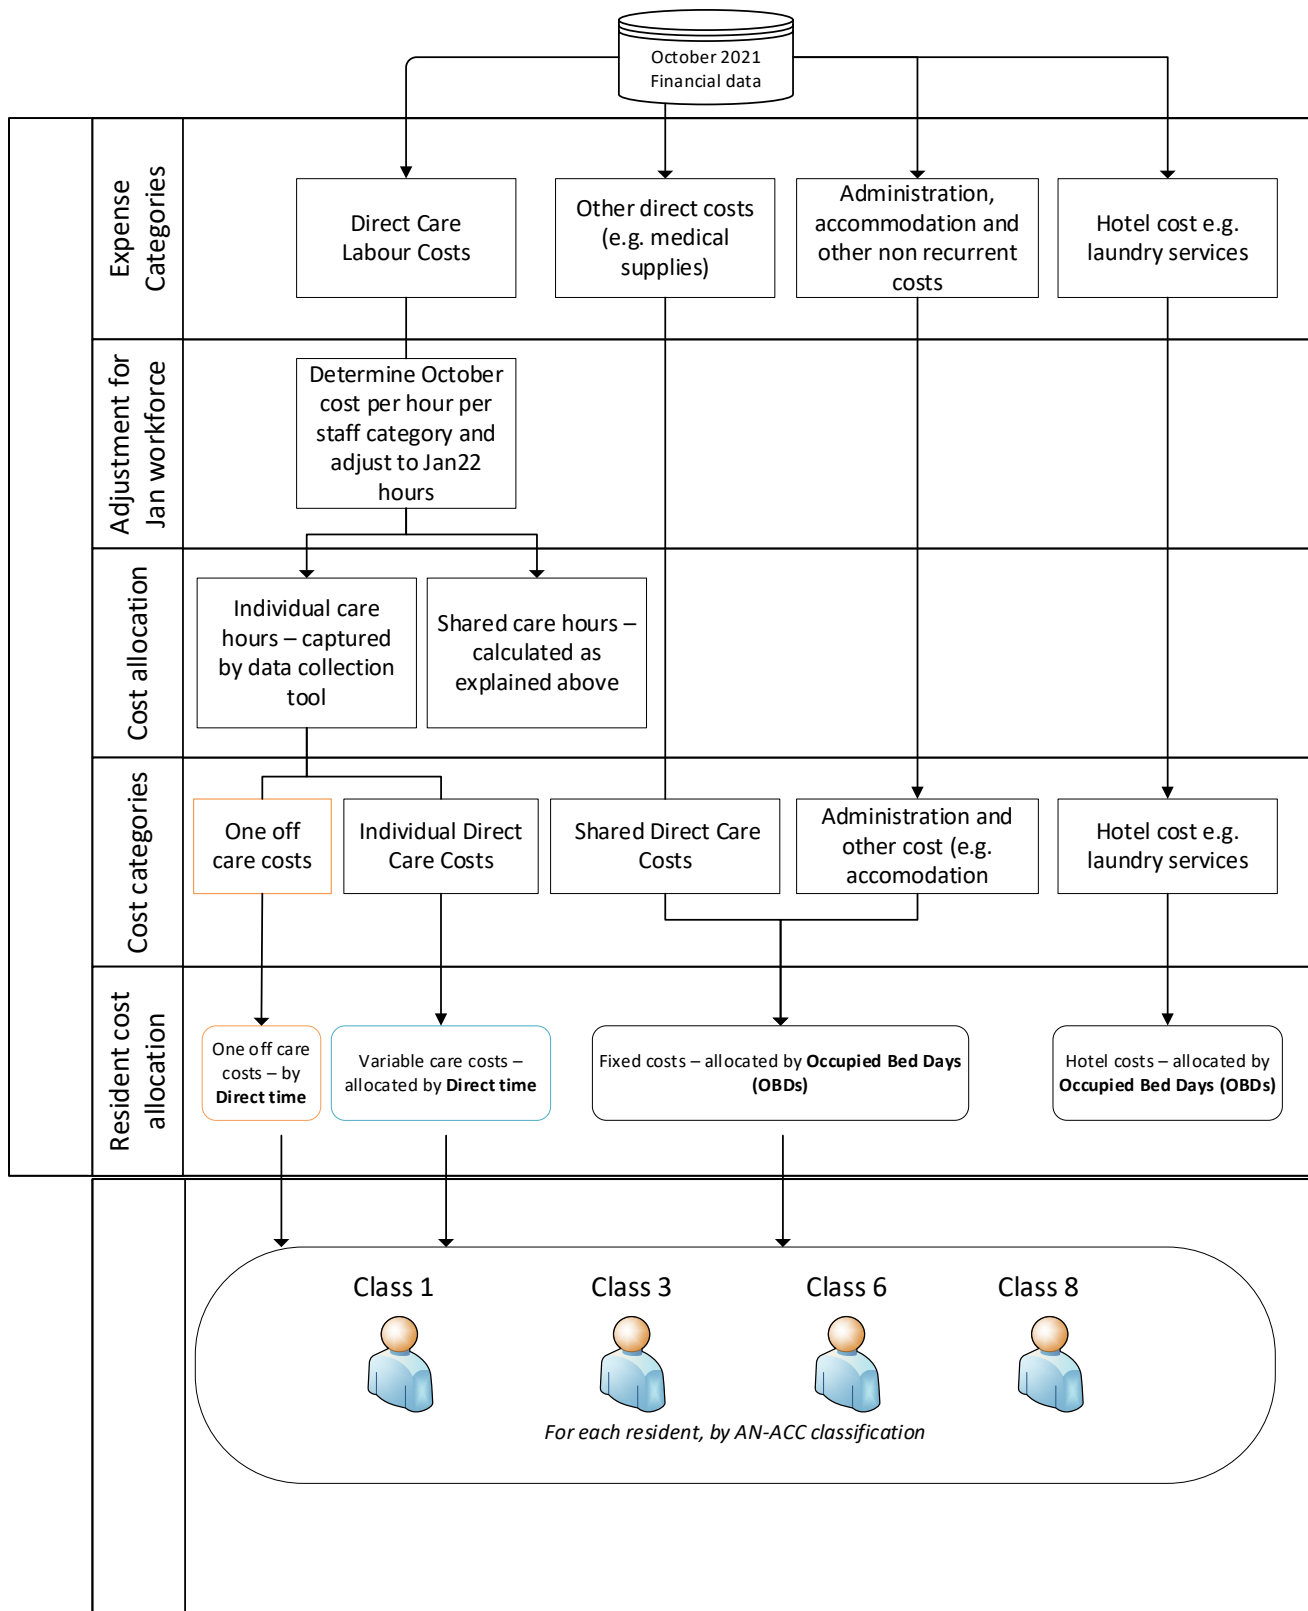 October 2021
Financial data
Expense
Categories
Direct Care
Labour Costs
Other direct costs
(e.g. medical
supplies)
Administration,
accommodation and
other non recurrent
costs
Hotel cost e.g.
laundry services
Adjustment for
Jan workforce
Determine October
cost per hour per
staff category and
adjust to Jan22
hours
Cost allocation
Individual care
hours – captured
by data collection
tool
Shared care hours –
calculated as
explained above
Cost categories
One off
care costs
Individual Direct
Care Costs
Shared Direct Care
Costs
Administration and
other cost (e.g.
accomodation
Hotel cost e.g.
laundry services
Resident cost
allocation
One off care
costs – by
Direct time
Variable care costs –
allocated by Direct time
Fixed costs – allocated by Occupied Bed Days
(OBDs)
Hotel costs – allocated by
Occupied Bed Days (OBDs)
Class 1
Class 3
Class 6
Class 8
For each resident, by AN-ACC classification